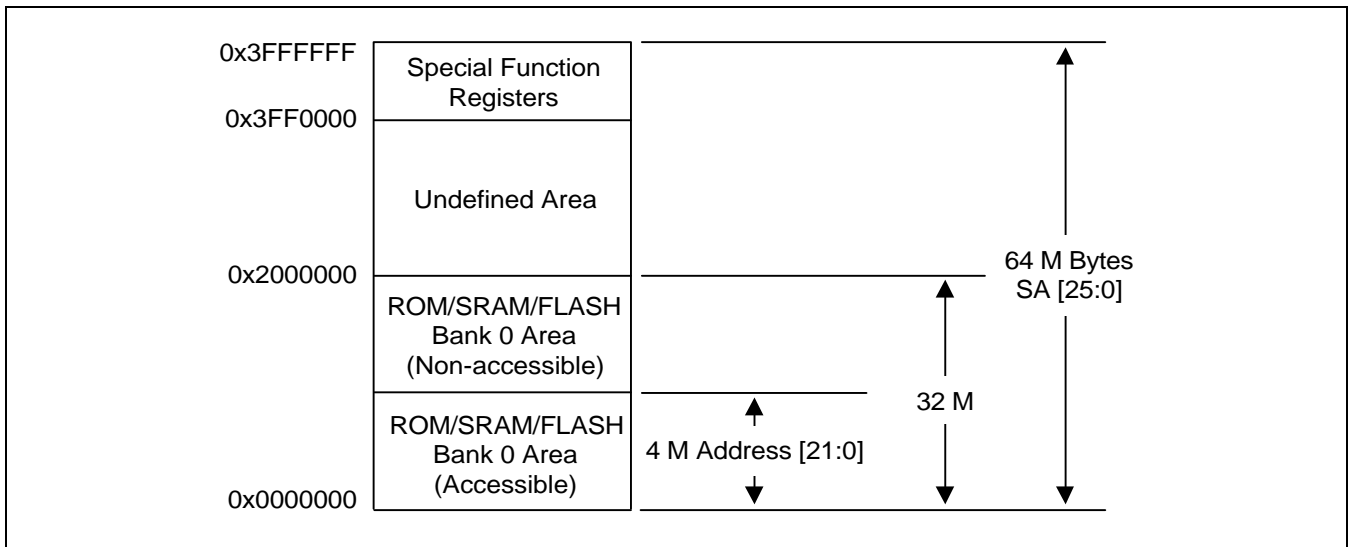 0x3FFFFFF
Special Function
Registers
0x3FF0000
Undefined Area
0x2000000
64 M Bytes
SA [25:0]
ROM/SRAM/FLASH
Bank 0 Area
(Non-accessible)
32 M
ROM/SRAM/FLASH
Bank 0 Area
(Accessible)
4 M Address [21:0]
0x0000000